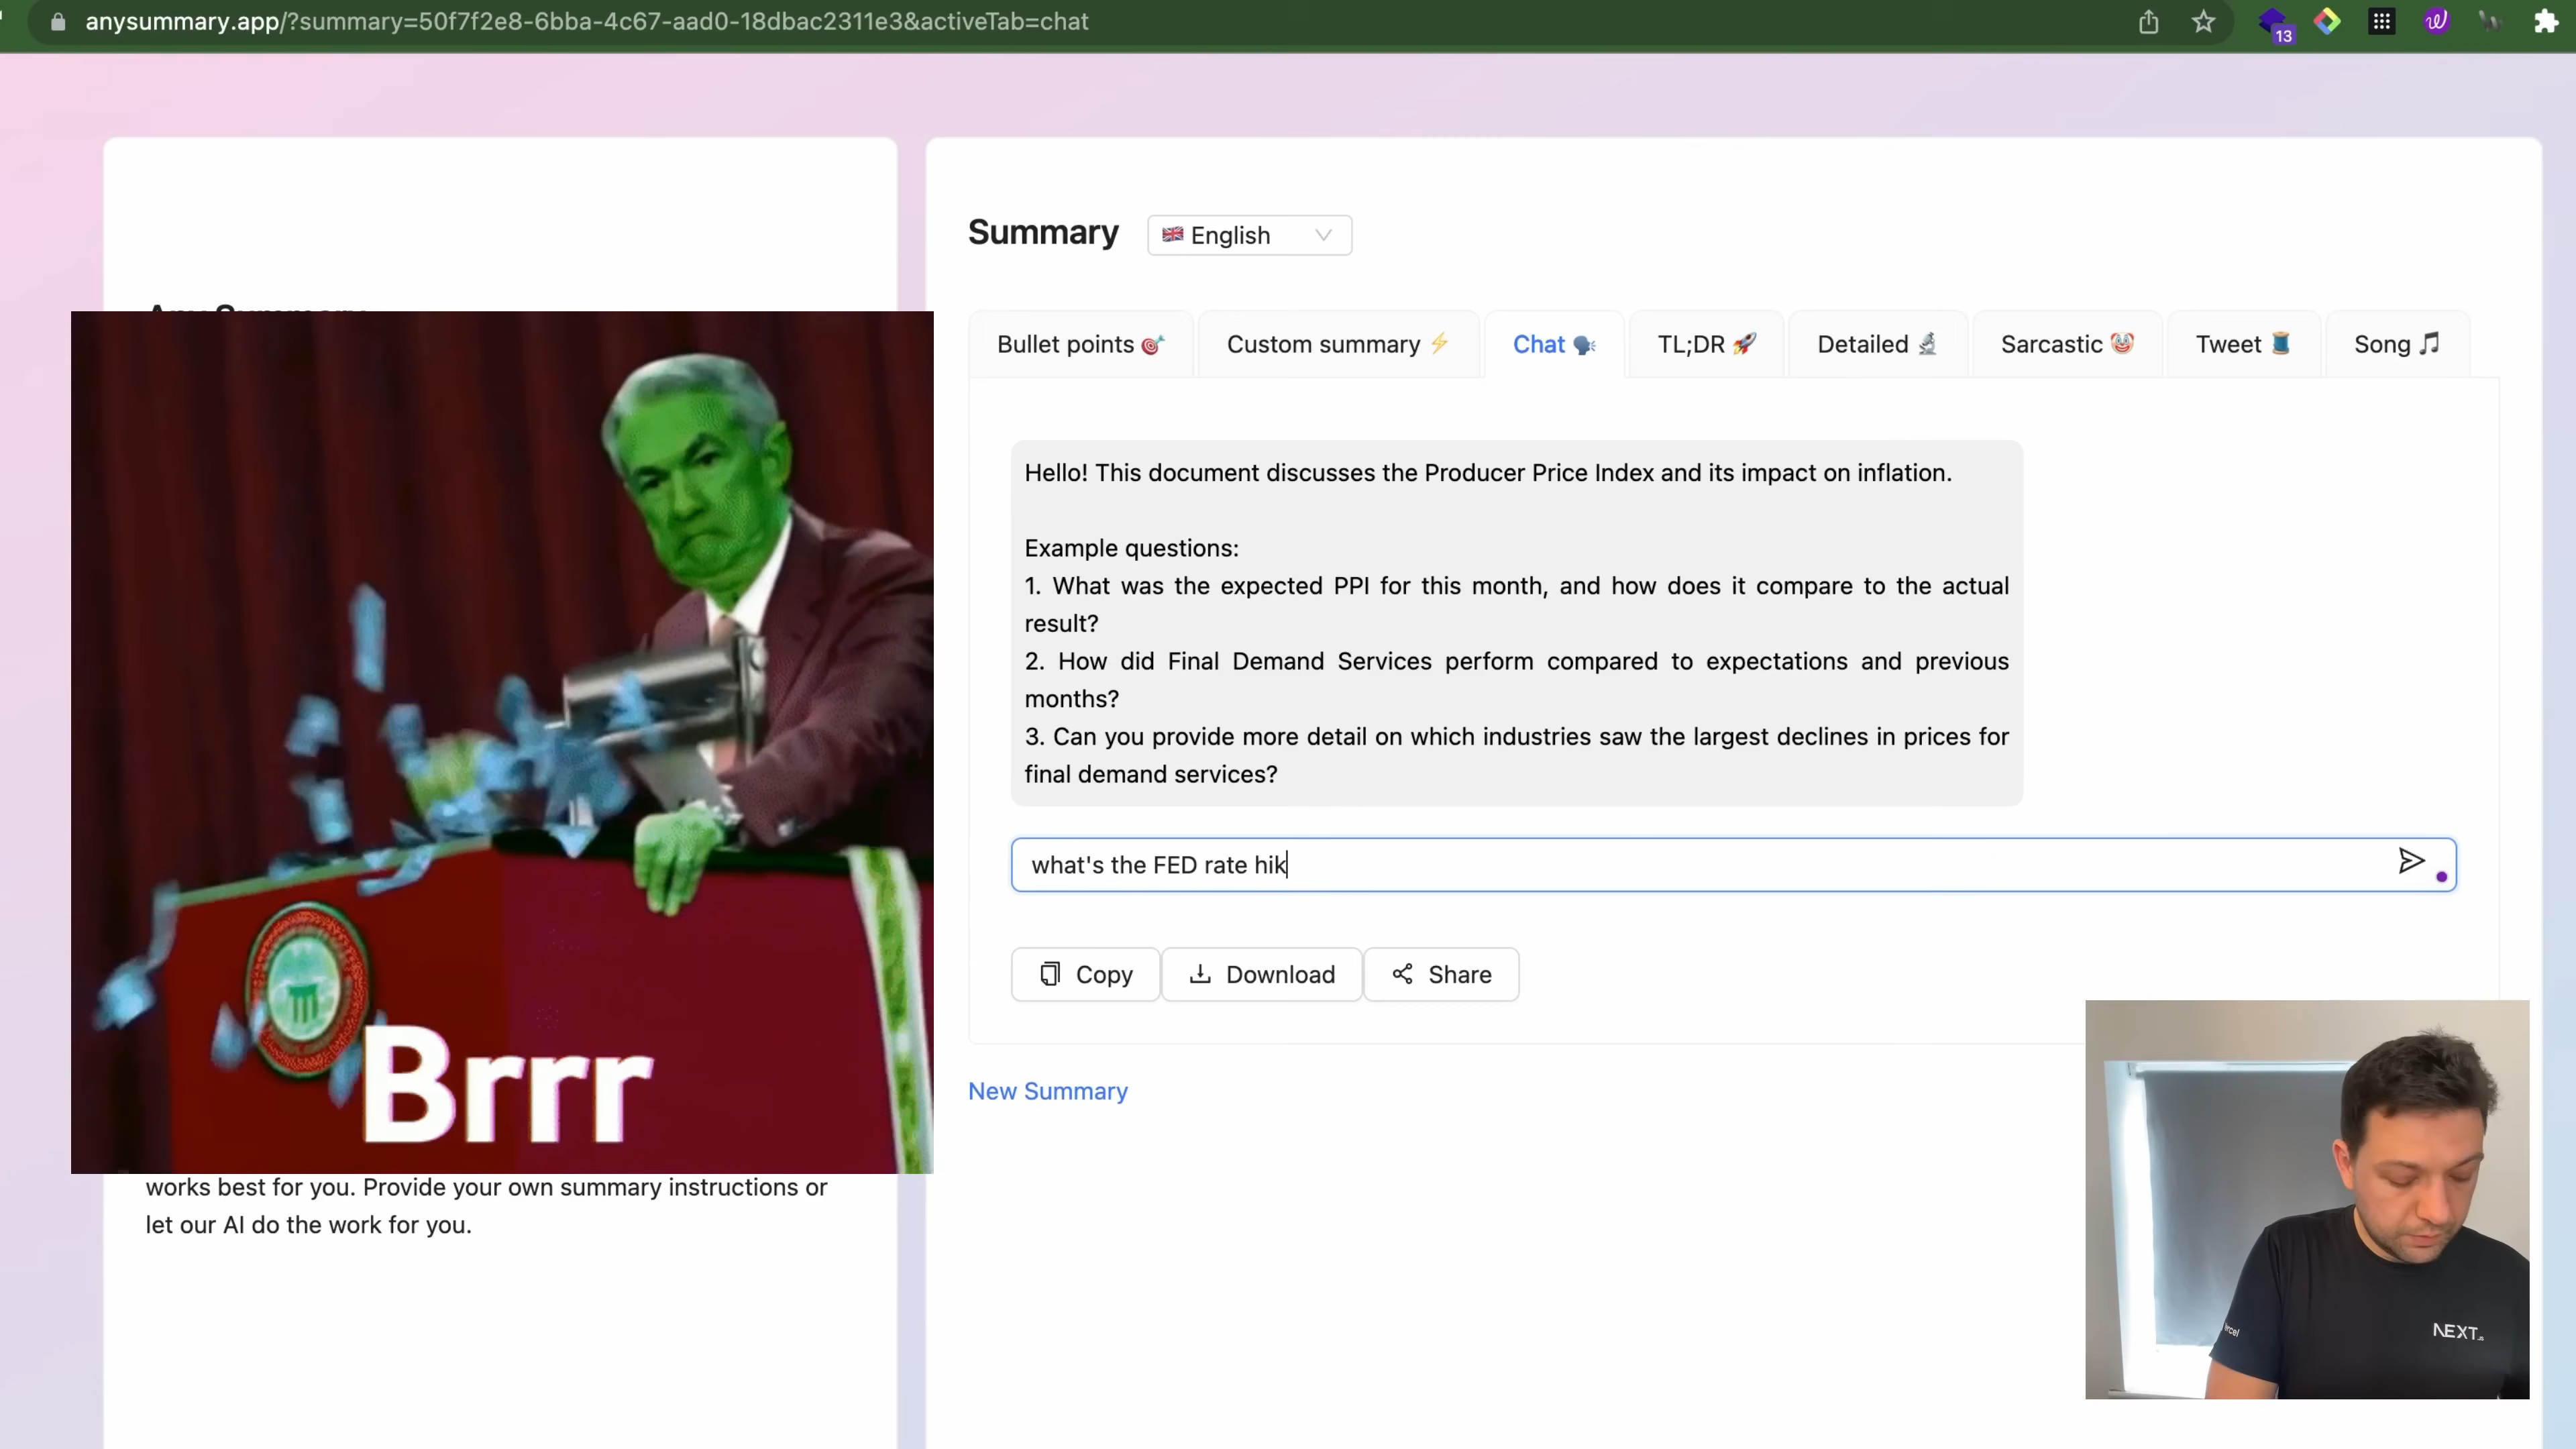 anysummary.app/?summary=50f7f2e8-6bba-4c67-aad0-18dbac2311e3&activeTab=chat
13
Summary
English
Bullet points
Custom summary
Chat
TL;DR
Detailed
Sarcastic
Tweet
Song
Hello! This document discusses the Producer Price Index and its impact on inflation.
Example questions:
1. What was the expected PPI for this month, and how does it compare to the actual
result?
2. How did Final Demand Services perform compared to expectations and previous
months?
3. Can you provide more detail on which industries saw the largest declines in prices for
final demand services?
what's the FED rate hik
Copy
Download
Share
New Summary
Brrr
works best for you. Provide your own summary instructions or
let our AI do the work for you.
NEXT